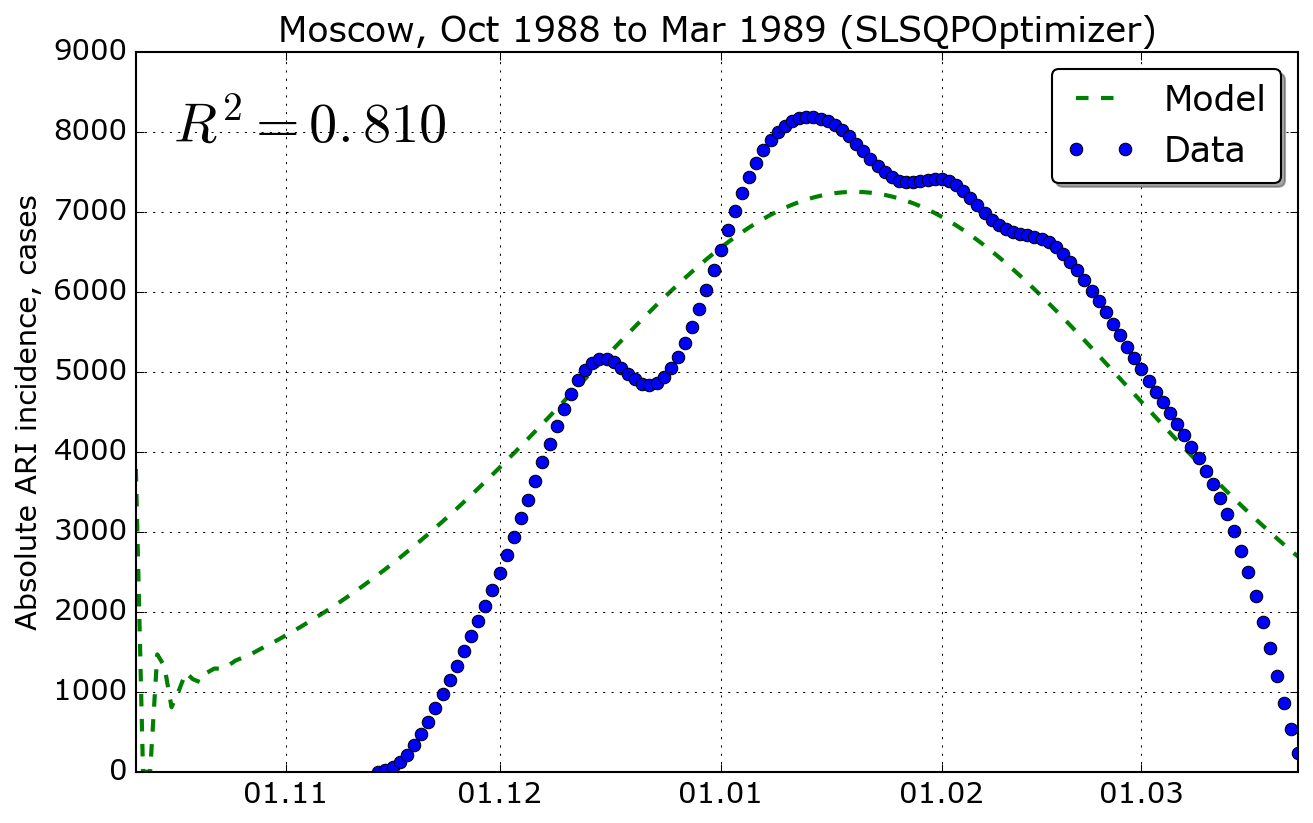 Moscow, Oct 1988 to Mar 1989 (SLSQPOptimizer)
R² = 0.810
Model
Data
Absolute ARI incidence, cases
9000
8000
7000
6000
5000
4000
3000
2000
1000
0
01.11 01.12 01.01 01.02 01.03